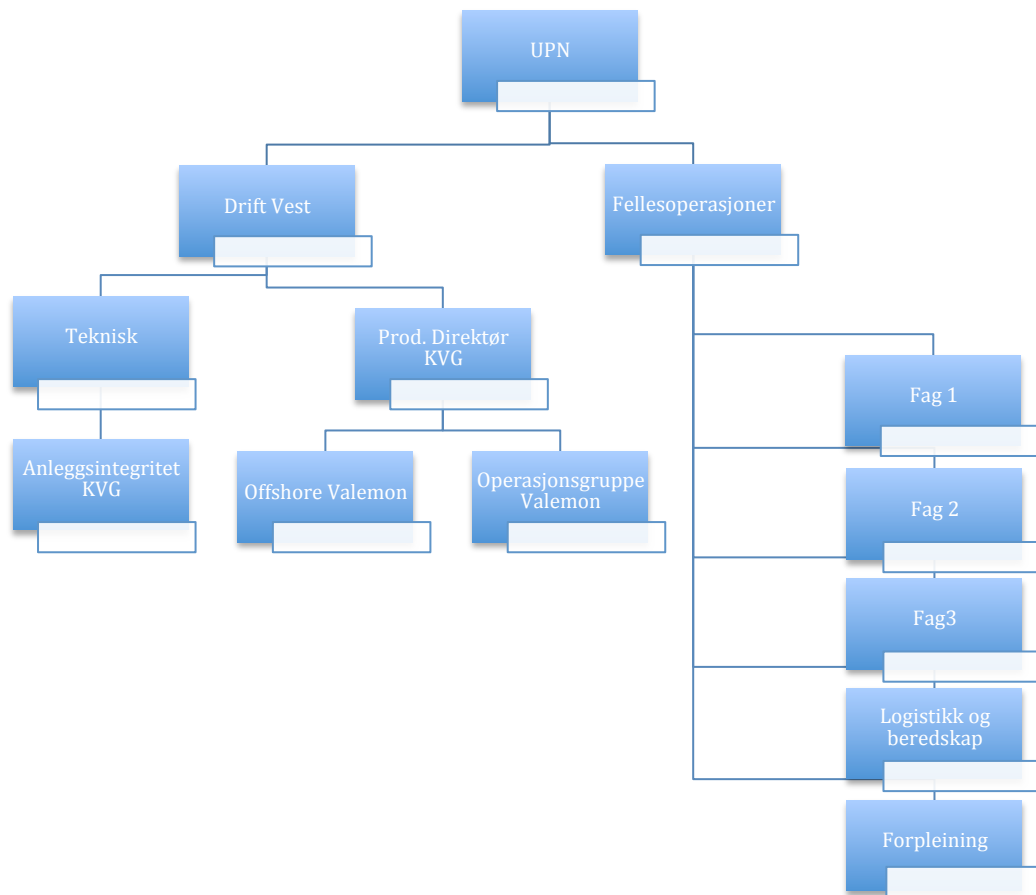 UPN
Drift Vest
Fellesoperasjoner
Teknisk
Prod. Direktør
KVG
Fag 1
Anleggsintegritet
KVG
Offshore Valemon
Operasjonsgruppe
Valemon
Fag 2
Fag3
Logistikk og
beredskap
Forpleining